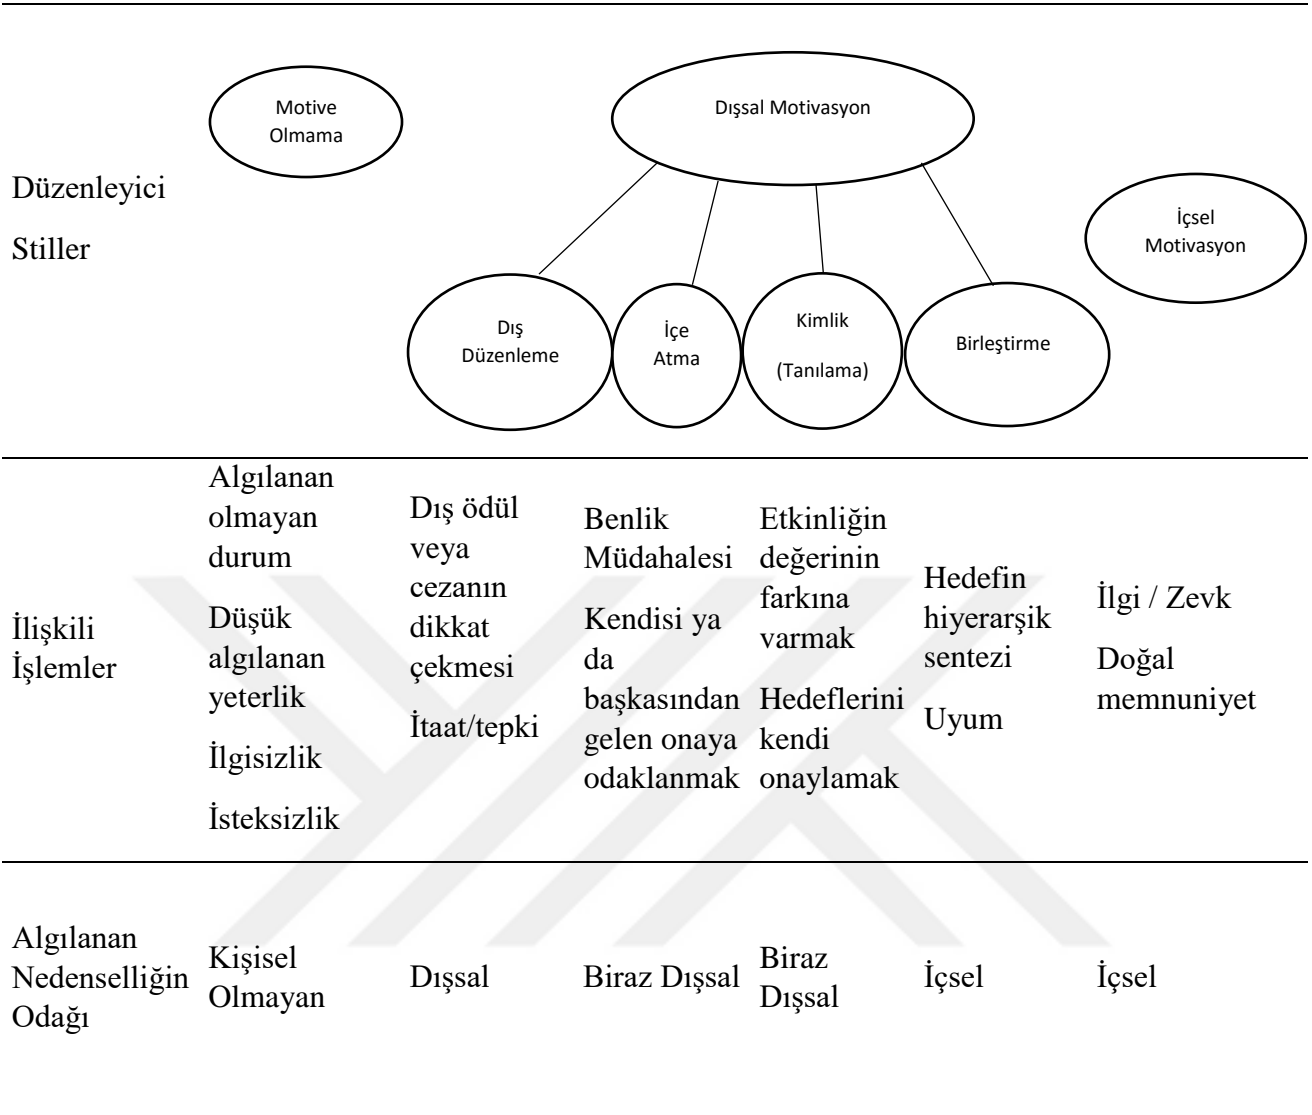 Motive
Olmama
Dışsal Motivasyon
Düzenleyici
Stiller
İçsel
Motivasyon
Dış
Düzenleme
İçe
Atma
Kimlik
(Tanılama)
Birleştirme
İlişkili
İşlemler
Algılanan
olmayan
durum
Düşük
algılanan
yeterlik
İlgisizlik
İsteksizlik
Dış ödül
veya
cezanın
dikkat
çekmesi
İtaat/tepki
Benlik
Müdahalesi
Kendisi ya
da
başkasından
gelen onaya
odaklanmak
Etkinliğin
değerinin
farkına
varmak
Hedeflerini
kendi
onaylamak
Hedefin
hiyerarşik
sentezi
Uyum
İlgi / Zevk
Doğal
memnuniyet
Algılanan
Nedenselliğin
Odağı
Kişisel
Olmayan
Dışsal
Biraz Dışsal
Biraz
Dışsal
İçsel
İçsel